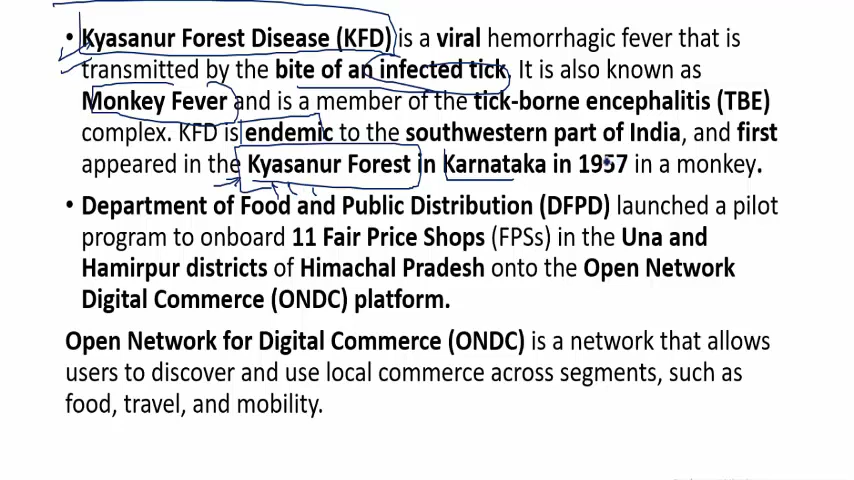 • Kyasanur Forest Disease (KFD) is a viral hemorrhagic fever that is
transmitted by the bite of an infected tick. It is also known as
Monkey Fever and is a member of the tick-borne encephalitis (TBE)
complex. KFD is endemic to the southwestern part of India, and first
appeared in the Kyasanur Forest in Karnataka in 1957 in a monkey.
• Department of Food and Public Distribution (DFPD) launched a pilot
program to onboard 11 Fair Price Shops (FPSs) in the Una and
Hamirpur districts of Himachal Pradesh onto the Open Network
Digital Commerce (ONDC) platform.
Open Network for Digital Commerce (ONDC) is a network that allows
users to discover and use local commerce across segments, such as
food, travel, and mobility.